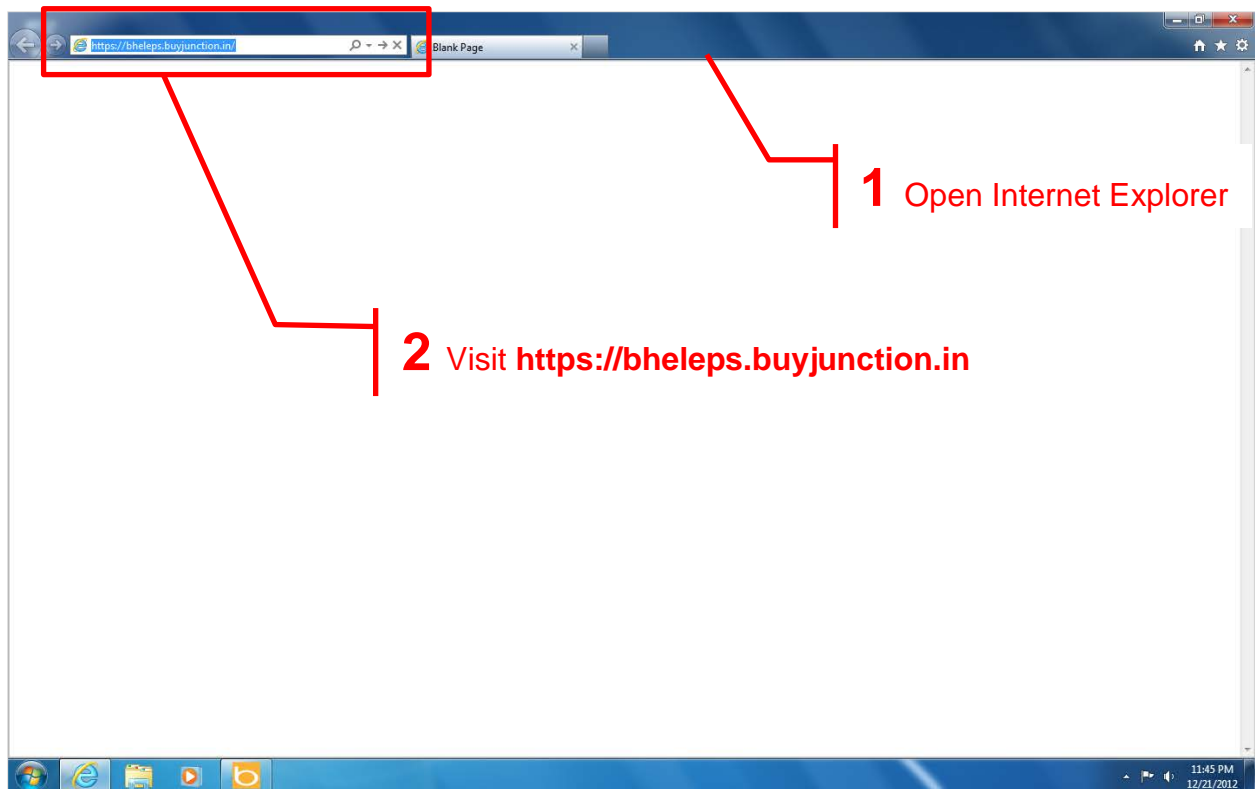 https://bheleps.buyjunction.in/
Blank Page
1 Open Internet Explorer
2 Visit https://bheleps.buyjunction.in
11:45 PM
12/21/2012